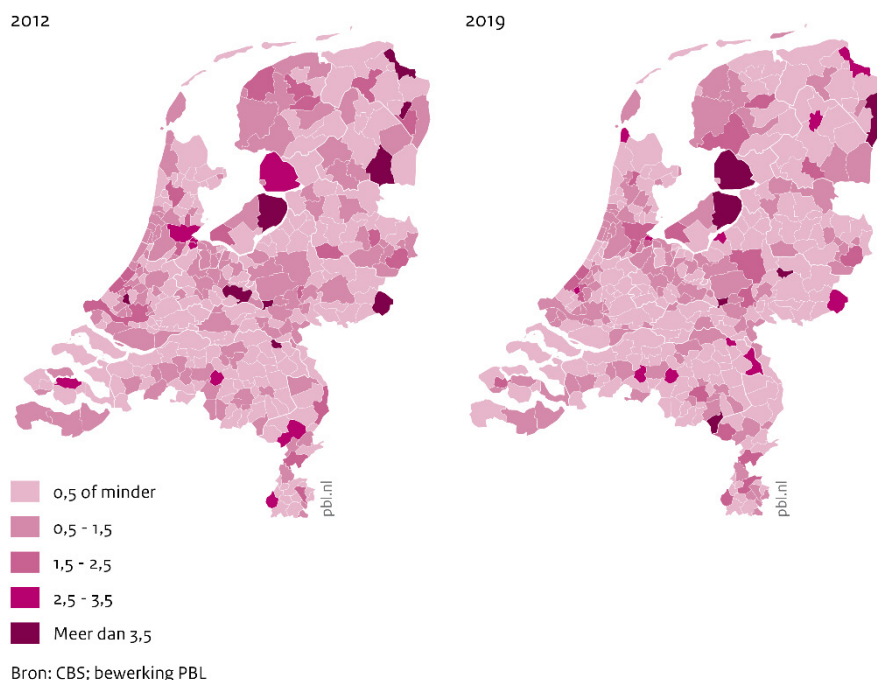 2012
2019
pbl.nl
pbl.nl
0,5 of minder
0,5 - 1,5
1,5 - 2,5
2,5 - 3,5
Meer dan 3,5
Bron: CBS; bewerking PBL